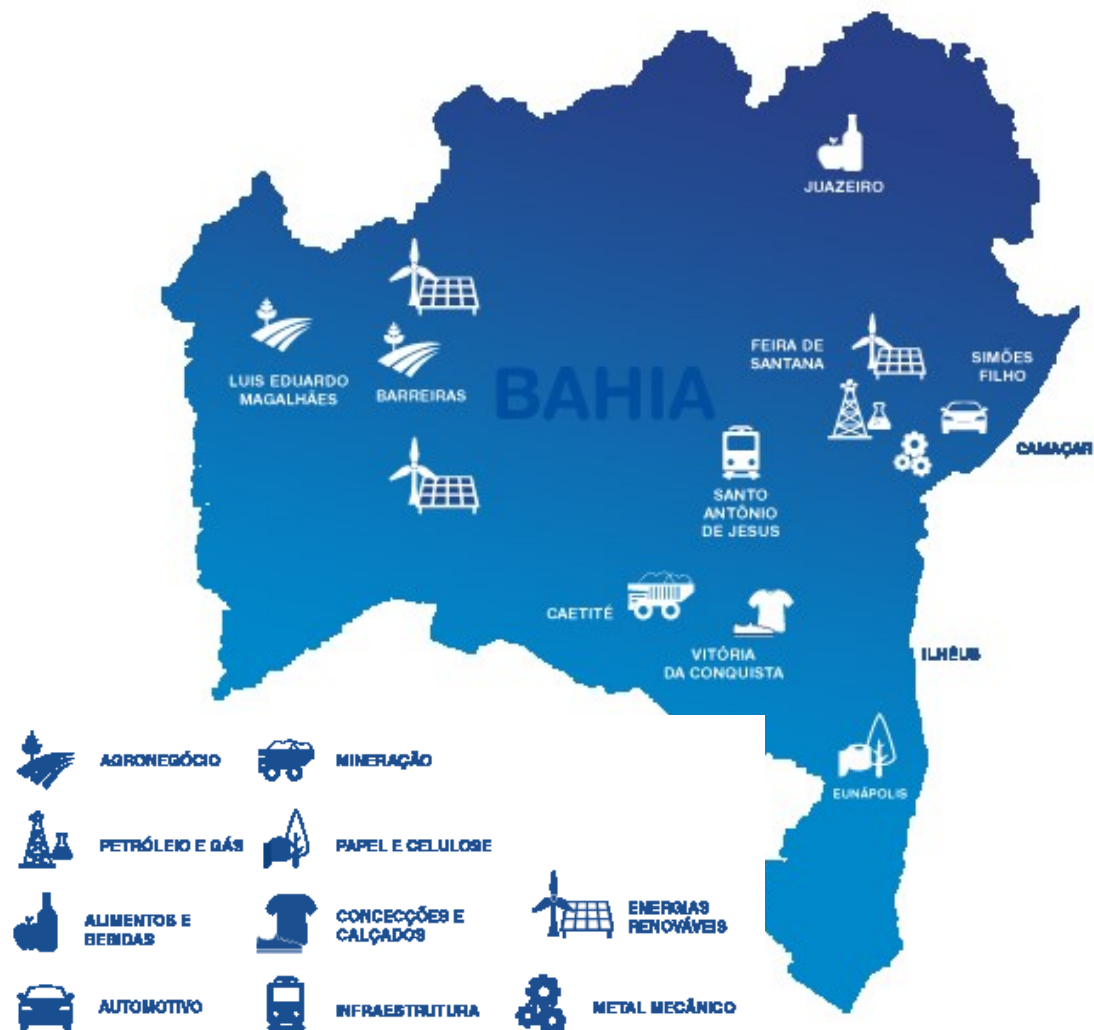 JUAZEIRO
FEIRA DE
SANTANA
SIMÕES
FILHO
LUIS EDUARDO
MAGALHÃES
BARREIRAS
BAHIA
CAMAÇARI
SANTO
ANTÔNIO
DE JESUS
CAETITÉ
VITÓRIA
DA CONQUISTA
ILHÉUS
EUNÁPOLIS
AGRONEGÓCIO
MINERAÇÃO
PETRÓLEIO E GÁS
PAPEL E CELULOSE
ALIMENTOS E
BEBIDAS
CONCECÇÕES E
CALÇADOS
ENERGIAS
RENOVÁVEIS
AUTOMOTIVO
INFRAESTRUTURA
METAL MECÂNICO